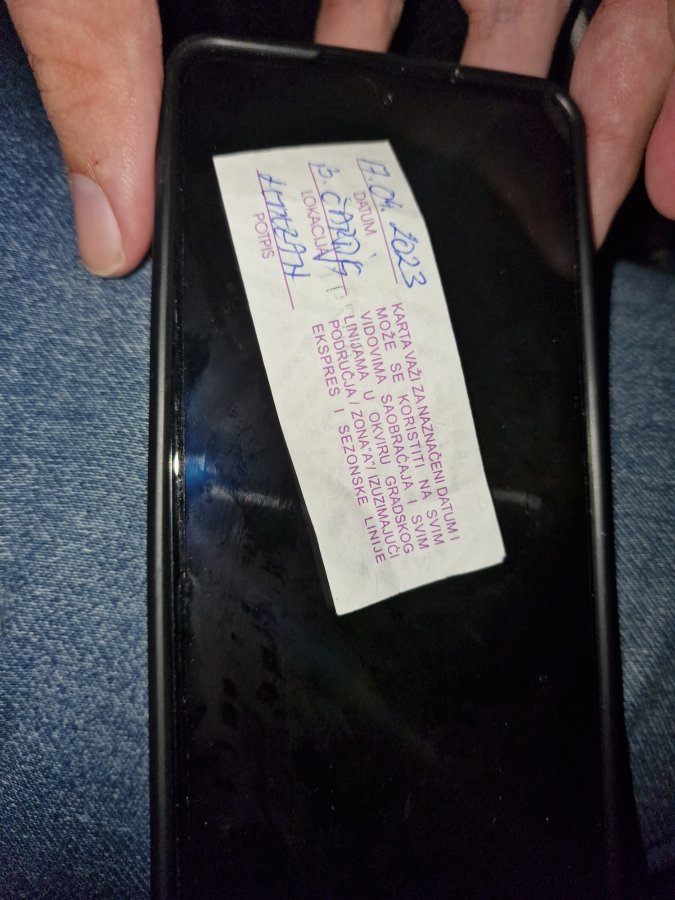 17.04.2023
DATUM
B.
LOKACIJA
POTPIS
KARTA VAŽI ZA NAZNAČENI DATUM I
MOŽE SE KORISTITI NA SVIM
VIDOVIMA SAOBRAĆAJA I SVIM
LINIJAMA U OKVIRU GRADSKOG
PODRUČJA / ZONA"A"/ IZUZIMAJUĆI
EKSPRES I SEZONSKE LINIJE